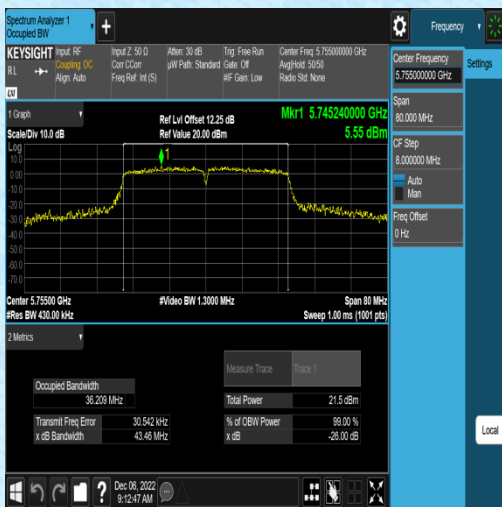 Spectrum Analyzer 1
Occupied BW
Frequency
KEYSIGHT
Input: RF
Input Z: 50 Ω
Atten: 30 dB
Trig: Free Run
Center Freq: 5.755000000 GHz
RL
Coupling: DC
Corr CCorr
µW Path: Standard
Gate: Off
Avg|Hold: 50/50
Align: Auto
Freq Ref: Int (S)
#IF Gain: Low
Radio Std: None
Center Frequency
5.755000000 GHz
Settings
Span
80.000 MHz
CF Step
8.000000 MHz
Auto
Man
Freq Offset
0 Hz
Local
1 Graph
Ref Lvl Offset 12.25 dB
Mkr1 5.745240000 GHz
Scale/Div 10.0 dB
Ref Value 20.00 dBm
5.55 dBm
Log
10.0
0.00
-10.0
-20.0
-30.0
-40.0
-50.0
-60.0
-70.0
1
Center 5.75500 GHz
#Video BW 1.3000 MHz
Span 80 MHz
#Res BW 430.00 kHz
Sweep 1.00 ms (1001 pts)
2 Metrics
Measure Trace
Trace 1
Occupied Bandwidth
36.209 MHz
Total Power
21.5 dBm
Transmit Freq Error
30.542 kHz
% of OBW Power
99.00 %
x dB Bandwidth
43.46 MHz
x dB
-26.00 dB
Dec 06, 2022
9:12:47 AM